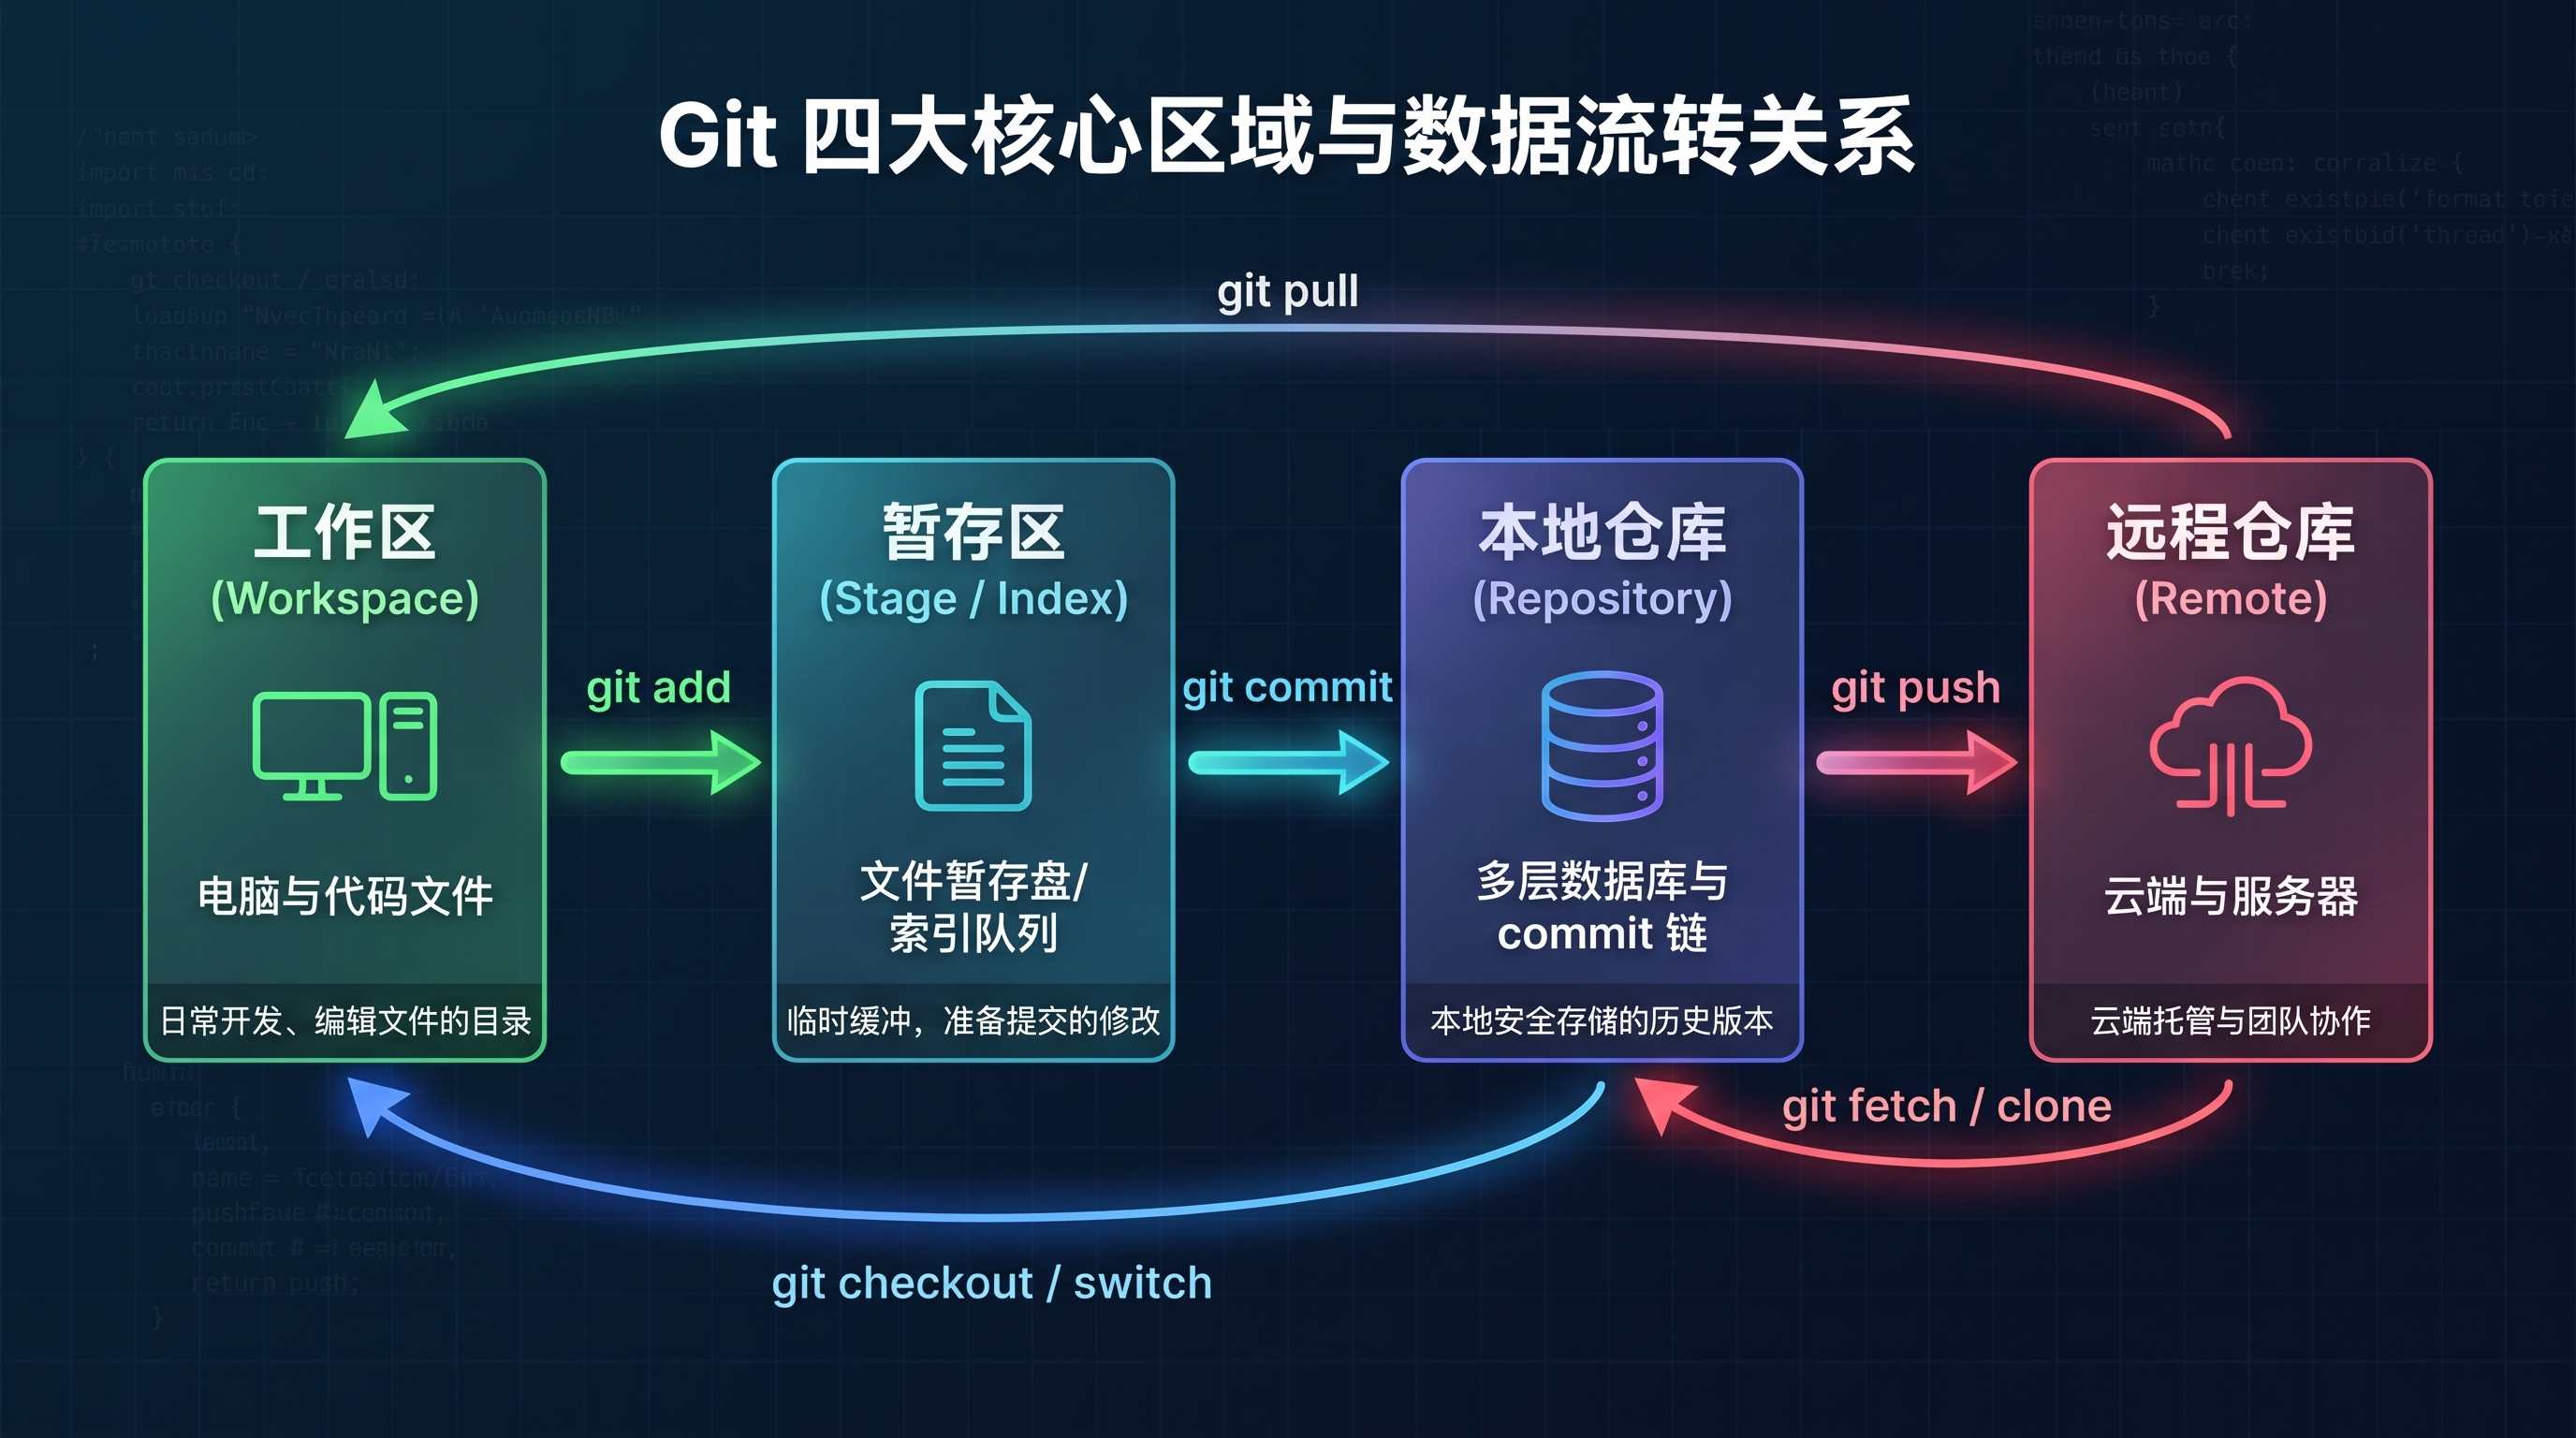 Git 四大核心区域与数据流转关系
git pull
工作区
(Workspace)
电脑与代码文件
日常开发、编辑文件的目录
git add
暂存区
(Stage / Index)
文件暂存盘/
索引队列
临时缓冲，准备提交的修改
git commit
本地仓库
(Repository)
多层数据库与
commit 链
本地安全存储的历史版本
git push
远程仓库
(Remote)
云端与服务器
云端托管与团队协作
git fetch / clone
git checkout / switch
import stuf:
return push;